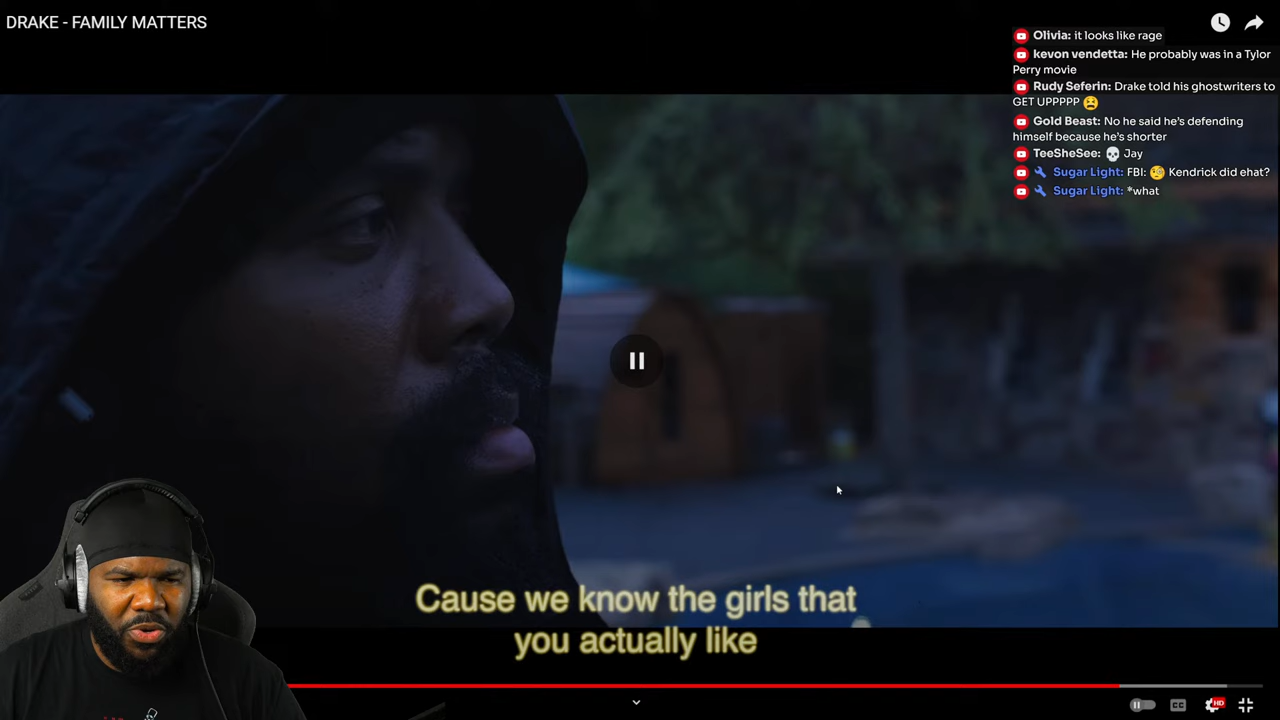 DRAKE - FAMILY MATTERS
Olivia: it looks like rage
kevon vendetta: He probably was in a Tylor
Perry movie
Rudy Seferin: Drake told his ghostwriters to
GET UPPPPP 😫
Gold Beast: No he said he's defending
himself because he's shorter
TeeSheSee: 💀 Jay
Sugar Light: FBI: 🧐 Kendrick did ehat?
Sugar Light: *what
Cause we know the girls that
you actually like
CC
HD